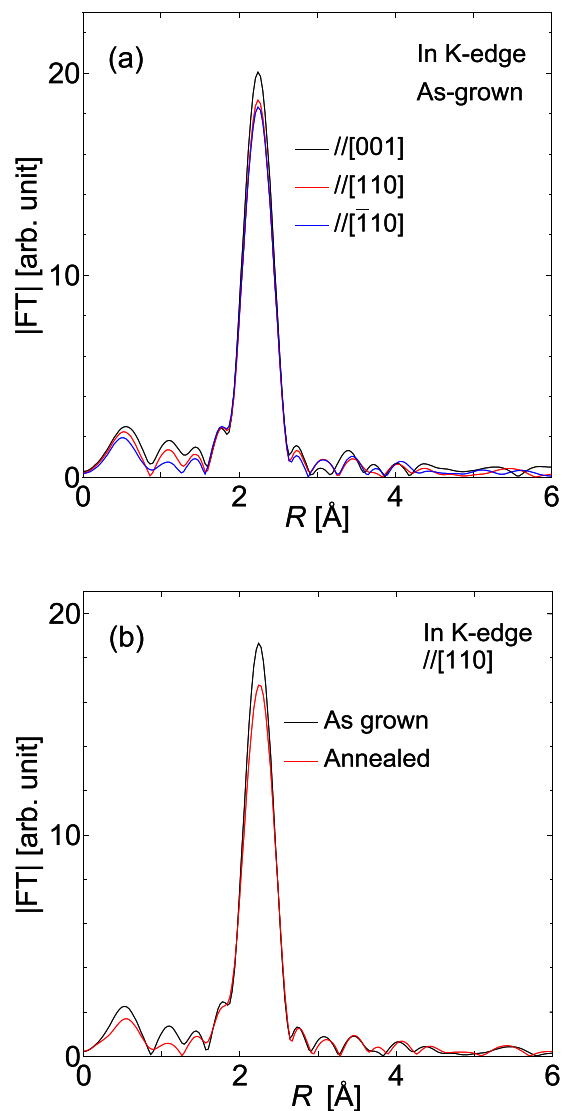 (a)
In K-edge
As-grown
//[001]
//[110]
//[1̅10]
20
10
0
|FT| [arb. unit]
0 2 4 6
R [Å]
(b)
In K-edge
//[110]
As grown
Annealed
20
10
0
|FT| [arb. unit]
0 2 4 6
R [Å]